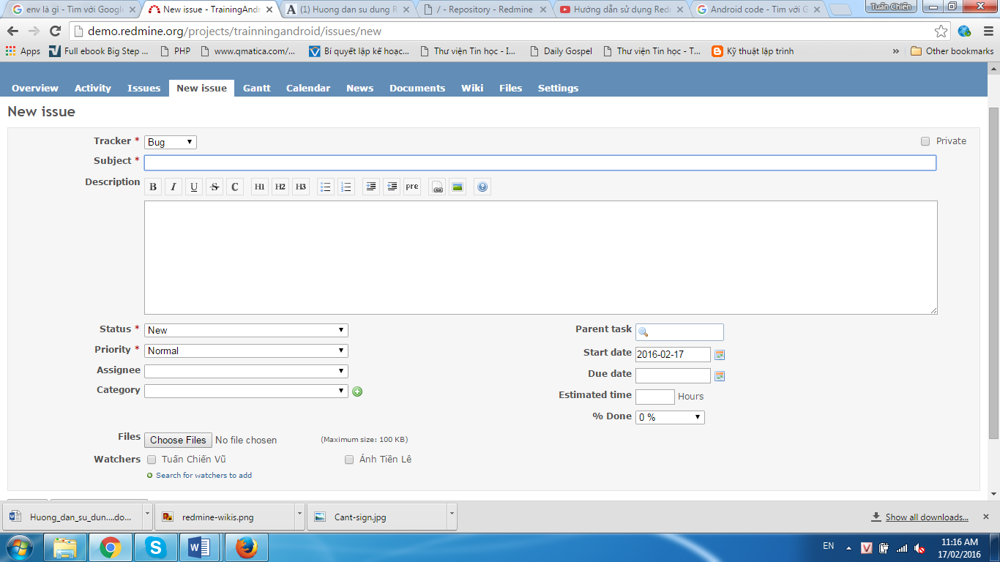 env là gì - Tìm với Google
New issue - TrainingAndr
(1) Huong dan su dung R
/ - Repository - Redmine
Hướng dẫn sử dụng Red
Android code - Tìm với G
Tuấn Chiến
demo.redmine.org/projects/trainningandroid/issues/new
Apps
Full ebook Big Step ...
PHP
www.qmatica.com/...
Bí quyết lập kế hoạc...
Thư viện Tin học - I...
Daily Gospel
Thư viện Tin học - T...
Kỹ thuật lập trình
»
Other bookmarks
Overview
Activity
Issues
New issue
Gantt
Calendar
News
Documents
Wiki
Files
Settings
New issue
Tracker * Bug
Private
Subject *
Description
B I U S C H1 H2 H3 pre
Status * New
Priority * Normal
Assignee
Category
Parent task
Start date 2016-02-17
Due date
Estimated time Hours
% Done 0 %
Files Choose Files No file chosen (Maximum size: 100 KB)
Watchers Tuấn Chiến Vũ Ánh Tiên Lê
Search for watchers to add
Huong_dan_su_dun....do...
redmine-wikis.png
Cant-sign.jpg
Show all downloads...
EN
11:16 AM
17/02/2016